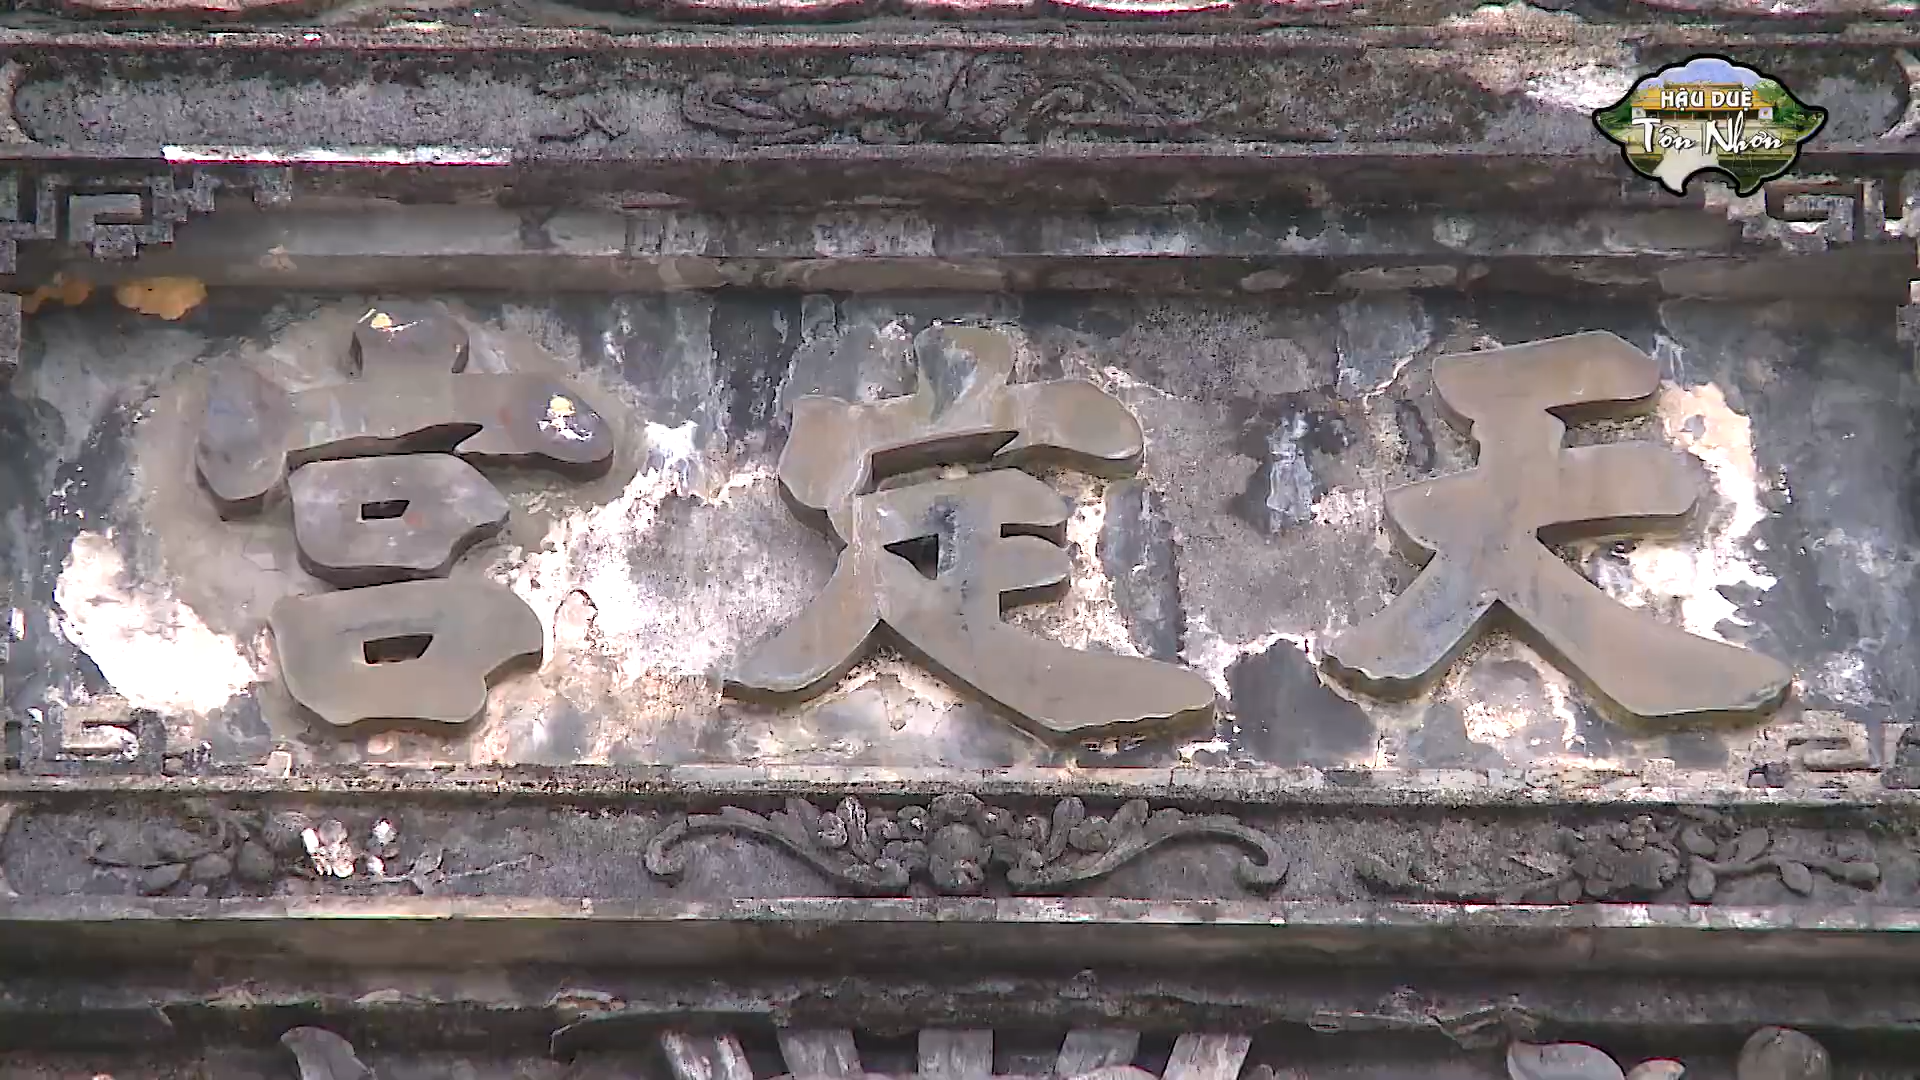 天定宮
HẬU DUỆ
Tôn Nhơn